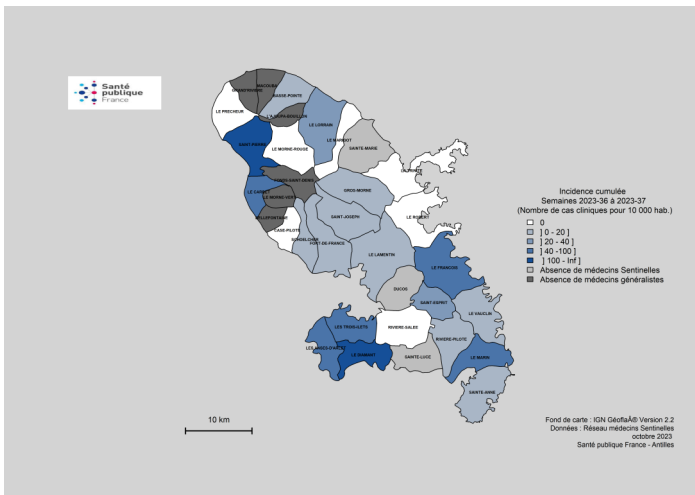 Santé
publique
France
MACOUBA
GRAND'RIVIERE
BASSE-POINTE
LE PRECHEUR
L'AJOUPA-BOUILLON
LE LORRAIN
LE MARIGOT
SAINT-PIERRE
LE MORNE-ROUGE
SAINTE-MARIE
LA TRINITE
FONDS-SAINT-DENIS
LE CARBET
LE MORNE-VERT
GROS-MORNE
BELLEFONTAINE
SAINT-JOSEPH
LE ROBERT
CASE-PILOTE
SCHOELCHER
FORT-DE-FRANCE
LE LAMENTIN
LE FRANCOIS
DUCOS
SAINT-ESPRIT
LE VAUCLIN
LES TROIS-ILETS
RIVIERE-SALEE
RIVIERE-PILOTE
LES ANSES-D'ARLET
LE DIAMANT
SAINTE-LUCE
LE MARIN
SAINTE-ANNE
Incidence cumulée
Semaines 2023-36 à 2023-37
(Nombre de cas cliniques pour 10 000 hab.)
0
] 0 - 20 ]
] 20 - 40 ]
] 40 -100 ]
] 100 - Inf ]
Absence de médecins Sentinelles
Absence de médecins généralistes
10 km
Fond de carte : IGN GéoflaÂ® Version 2.2
Données : Réseau médecins Sentinelles
octobre 2023
Santé publique France - Antilles